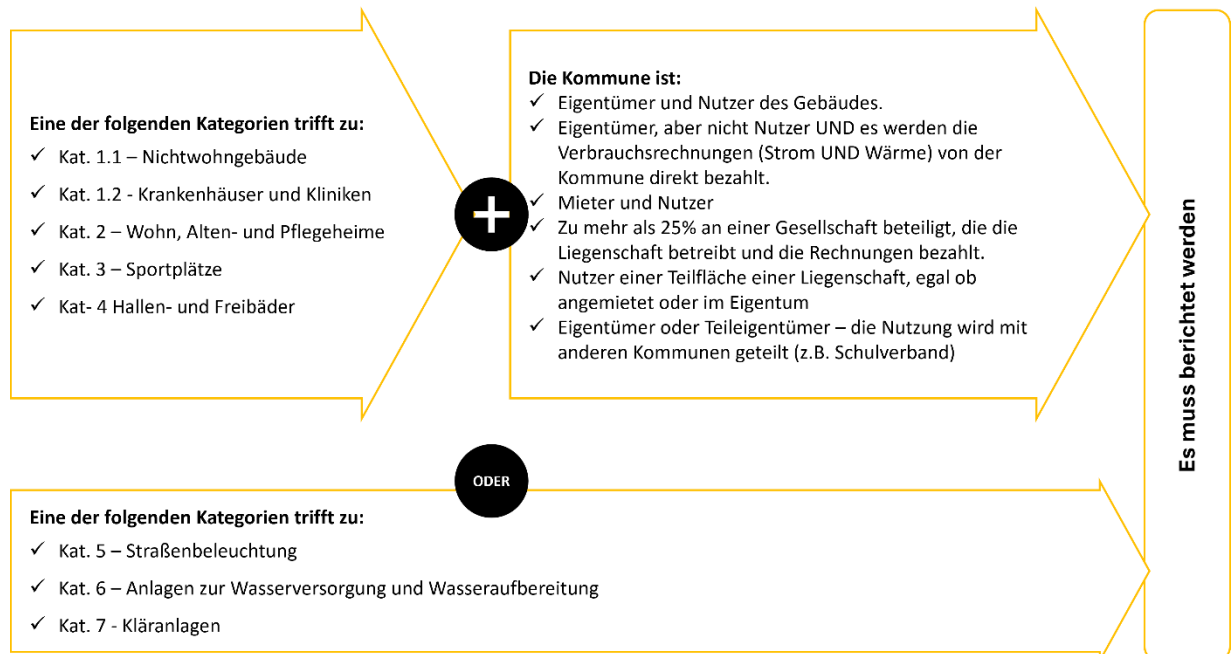 Eine der folgenden Kategorien trifft zu:
✓ Kat. 1.1 – Nichtwohngebäude
✓ Kat. 1.2 - Krankenhäuser und Kliniken
✓ Kat. 2 – Wohn, Alten- und Pflegeheime
✓ Kat. 3 – Sportplätze
✓ Kat- 4 Hallen- und Freibäder
+
Die Kommune ist:
✓ Eigentümer und Nutzer des Gebäudes.
✓ Eigentümer, aber nicht Nutzer UND es werden die
Verbrauchsrechnungen (Strom UND Wärme) von der
Kommune direkt bezahlt.
✓ Mieter und Nutzer
✓ Zu mehr als 25% an einer Gesellschaft beteiligt, die die
Liegenschaft betreibt und die Rechnungen bezahlt.
✓ Nutzer einer Teilfläche einer Liegenschaft, egal ob
angemietet oder im Eigentum
✓ Eigentümer oder Teileigentümer – die Nutzung wird mit
anderen Kommunen geteilt (z.B. Schulverband)
ODER
Eine der folgenden Kategorien trifft zu:
✓ Kat. 5 – Straßenbeleuchtung
✓ Kat. 6 – Anlagen zur Wasserversorgung und Wasseraufbereitung
✓ Kat. 7 - Kläranlagen
Es muss berichtet werden